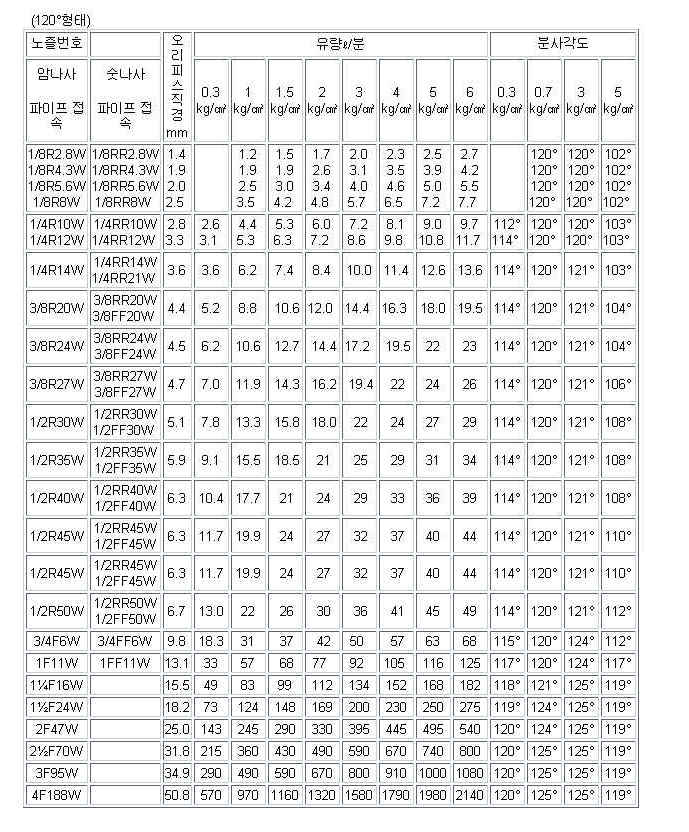 (120°형태)
노즐번호 오리피스직경 mm 유량ℓ/분 분사각도
암나사 파이프 접속 숫나사 파이프 접속 0.3 kg/㎠ 1 kg/㎠ 1.5 kg/㎠ 2 kg/㎠ 3 kg/㎠ 4 kg/㎠ 5 kg/㎠ 6 kg/㎠ 0.3 kg/㎠ 0.7 kg/㎠ 3 kg/㎠ 5 kg/㎠
1/8R2.8W 1/8RR2.8W 1.4 1.2 1.5 1.7 2.0 2.3 2.5 2.7 120° 120° 102°
1/8R4.3W 1/8RR4.3W 1.9 1.9 1.9 2.6 3.1 3.5 3.9 4.2 120° 120° 102°
1/8R5.6W 1/8RR5.6W 2.0 2.5 3.0 3.4 4.0 4.6 5.0 5.5 120° 120° 102°
1/8R8W 1/8RR8W 2.5 3.5 4.2 4.8 5.7 6.5 7.2 7.7 120° 120° 102°
1/4R10W 1/4RR10W 2.8 2.6 4.4 5.3 6.0 7.2 8.1 9.0 9.7 112° 120° 120° 103°
1/4R12W 1/4RR12W 3.3 3.1 5.3 6.3 7.2 8.6 9.8 10.8 11.7 114° 120° 120° 103°
1/4R14W 1/4RR14W 1/4RR21W 3.6 3.6 6.2 7.4 8.4 10.0 11.4 12.6 13.6 114° 120° 121° 103°
3/8R20W 3/8RR20W 3/8FF20W 4.4 5.2 8.8 10.6 12.0 14.4 16.3 18.0 19.5 114° 120° 121° 104°
3/8R24W 3/8RR24W 3/8FF24W 4.5 6.2 10.6 12.7 14.4 17.2 19.5 22 23 114° 120° 121° 104°
3/8R27W 3/8RR27W 3/8FF27W 4.7 7.0 11.9 14.3 16.2 19.4 22 24 26 114° 120° 121° 106°
1/2R30W 1/2RR30W 1/2FF30W 5.1 7.8 13.3 15.8 18.0 22 24 27 29 114° 120° 121° 108°
1/2R35W 1/2RR35W 1/2FF35W 5.9 9.1 15.5 18.5 21 25 29 31 34 114° 120° 121° 108°
1/2R40W 1/2RR40W 1/2FF40W 6.3 10.4 17.7 21 24 29 33 36 39 114° 120° 121° 108°
1/2R45W 1/2RR45W 1/2FF45W 6.3 11.7 19.9 24 27 32 37 40 44 114° 120° 121° 110°
1/2R45W 1/2RR45W 1/2FF45W 6.3 11.7 19.9 24 27 32 37 40 44 114° 120° 121° 110°
1/2R50W 1/2RR50W 1/2FF50W 6.7 13.0 22 26 30 36 41 45 49 114° 120° 121° 112°
3/4F6W 3/4FF6W 9.8 18.3 31 37 42 50 57 63 68 115° 120° 124° 112°
1F11W 1FF11W 13.1 33 57 68 77 92 105 116 125 117° 120° 124° 117°
1¼F16W 15.5 49 83 99 112 134 152 168 182 118° 121° 125° 119°
1½F24W 18.2 73 124 148 169 200 230 250 275 119° 124° 125° 119°
2F47W 25.0 143 245 290 330 395 445 495 540 120° 124° 125° 119°
2½F70W 31.8 215 360 430 490 590 670 740 800 120° 125° 125° 119°
3F95W 34.9 290 490 590 670 800 910 1000 1080 120° 125° 125° 119°
4F188W 50.8 570 970 1160 1320 1580 1790 1980 2140 120° 125° 125° 119°